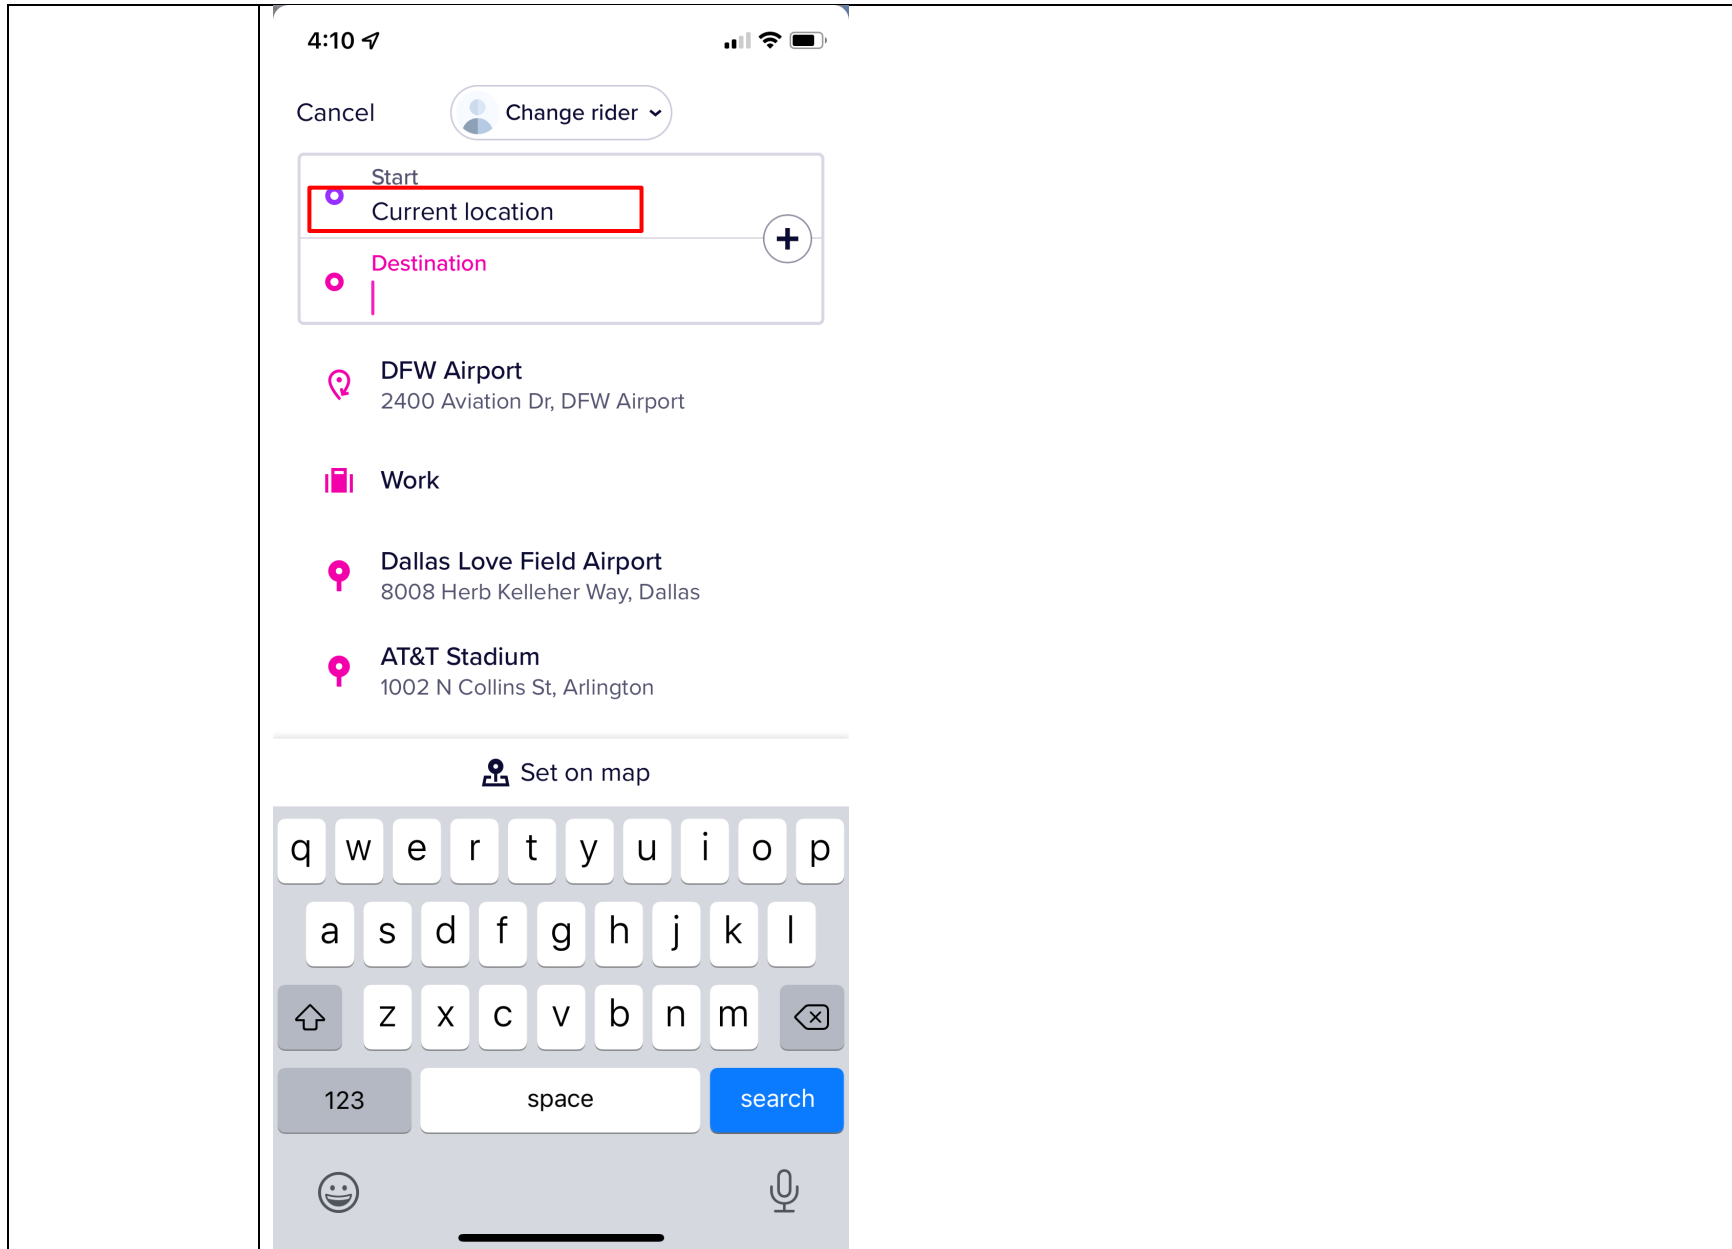 4:10
Cancel
Change rider
Start
Current location
Destination
DFW Airport
2400 Aviation Dr, DFW Airport
Work
Dallas Love Field Airport
8008 Herb Kelleher Way, Dallas
AT&T Stadium
1002 N Collins St, Arlington
Set on map
q w e r t y u i o p
a s d f g h j k l
z x c v b n m
123 space search